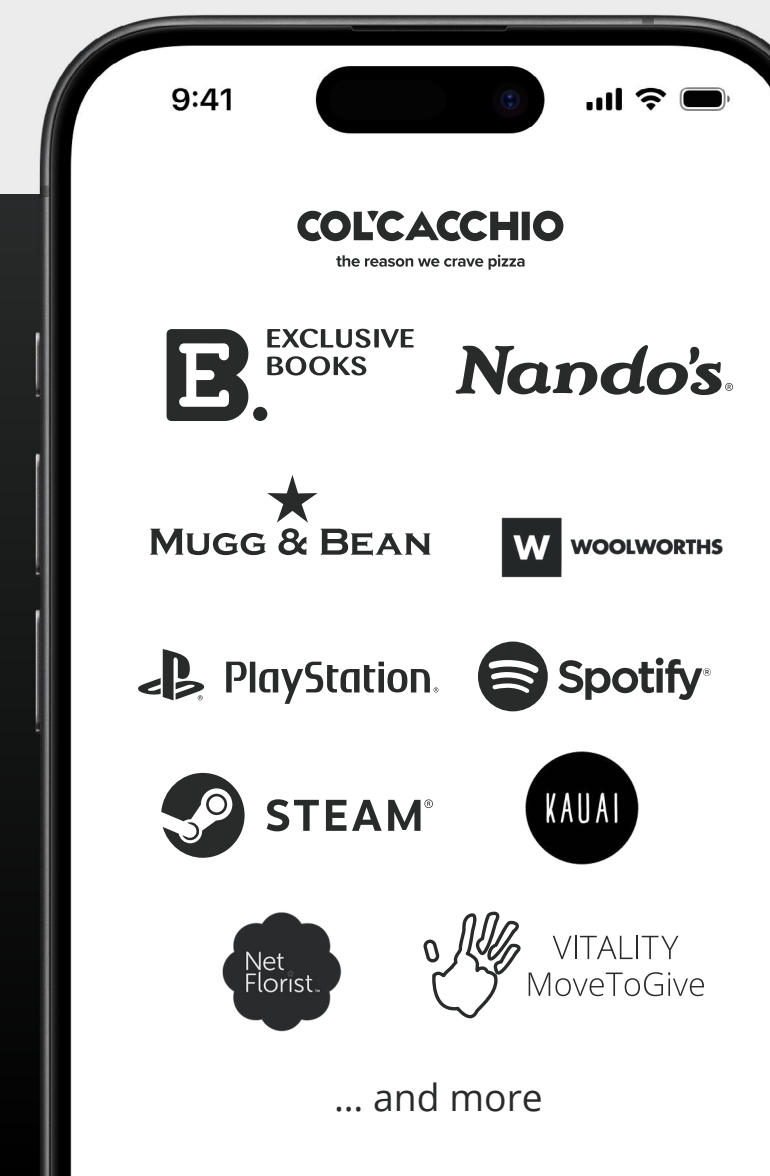 9:41
COL'CACCHIO
the reason we crave pizza
E.
EXCLUSIVE
BOOKS
Nando's®
MUGG & BEAN
W WOOLWORTHS
PlayStation®
Spotify®
STEAM®
KAUAI
Net
Florist™
VITALITY
MoveToGive
... and more